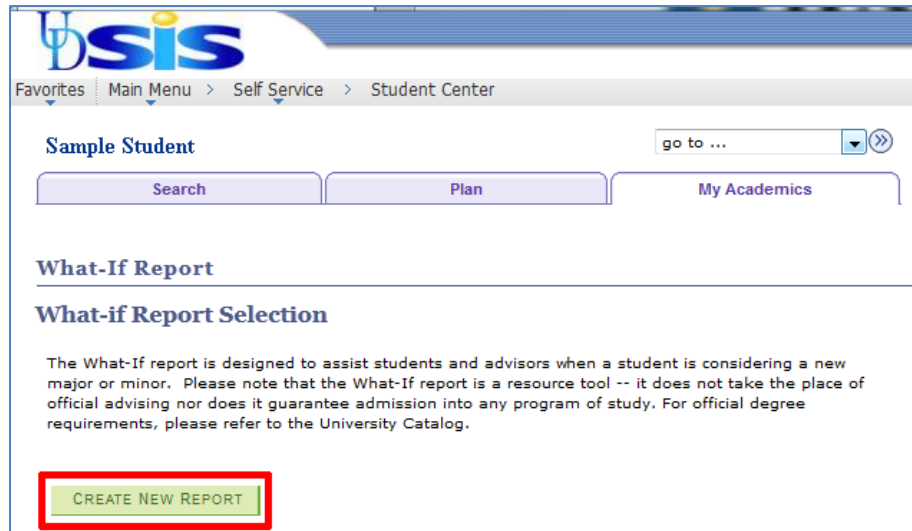 UDSIS
Favorites Main Menu > Self Service > Student Center
Sample Student
go to ...
Search Plan My Academics
What-If Report
What-if Report Selection
The What-If report is designed to assist students and advisors when a student is considering a new
major or minor. Please note that the What-If report is a resource tool -- it does not take the place of
official advising nor does it guarantee admission into any program of study. For official degree
requirements, please refer to the University Catalog.
CREATE NEW REPORT